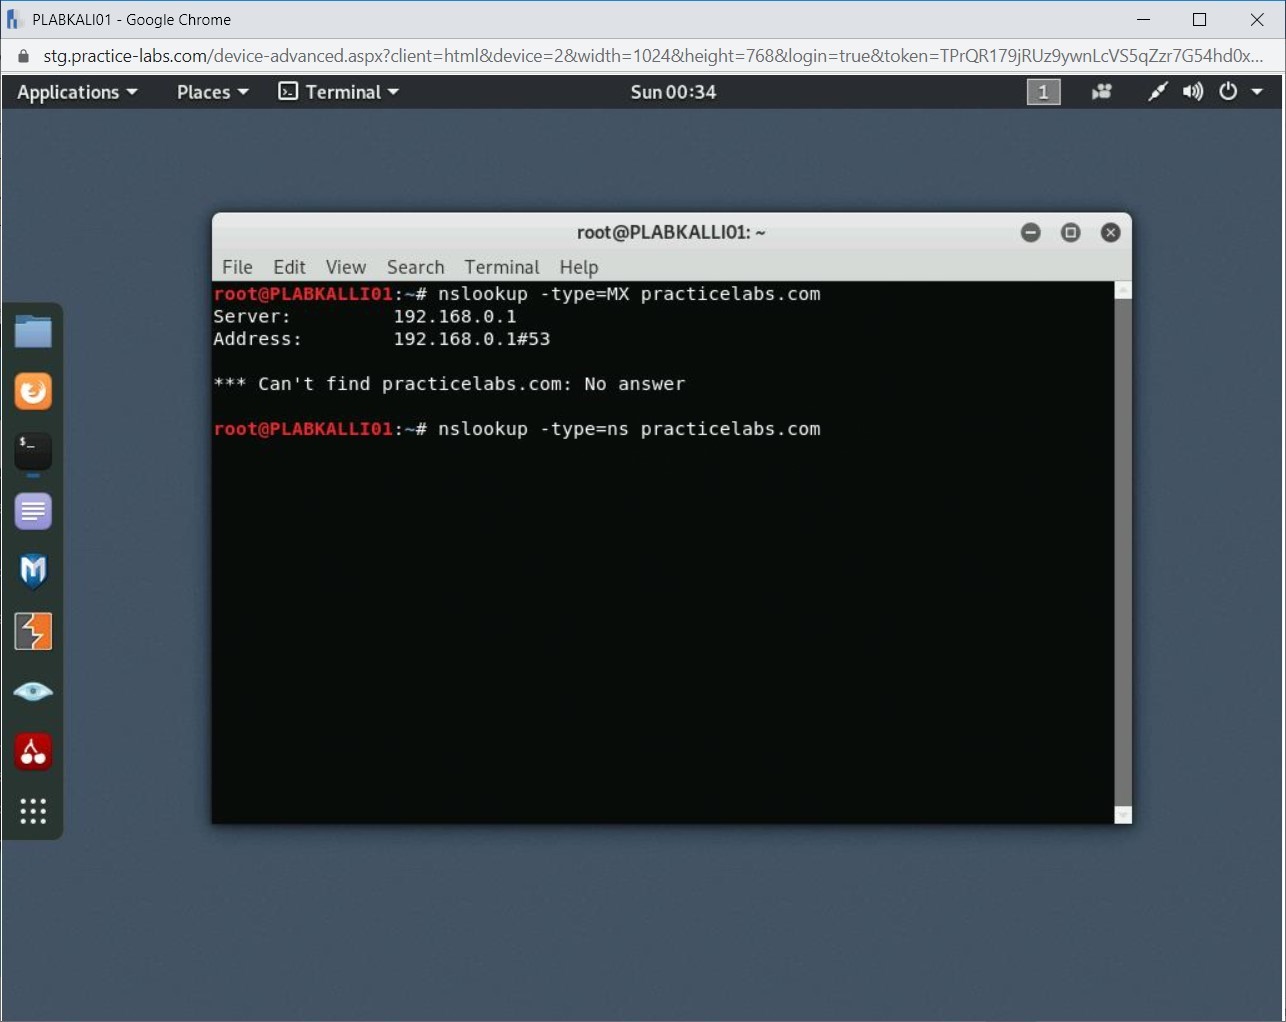 PLABKALI01 - Google Chrome
stg.practice-labs.com/device-advanced.aspx?client=html&device=2&width=1024&height=768&login=true&token=TPrQR179jRUz9ywnLcVS5qZzr7G54hd0x...
Applications Places Terminal Sun 00:34 1
root@PLABKALLI01: ~
File Edit View Search Terminal Help
root@PLABKALLI01:~# nslookup -type=MX practicelabs.com
Server: 192.168.0.1
Address: 192.168.0.1#53
*** Can't find practicelabs.com: No answer
root@PLABKALLI01:~# nslookup -type=ns practicelabs.com
$_